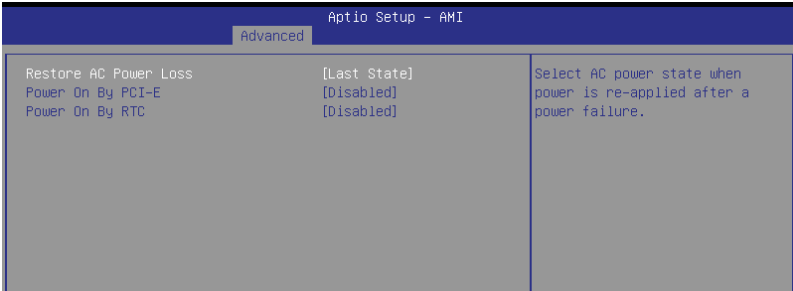 Aptio Setup – AMI
Advanced
Restore AC Power Loss [Last State]
Power On By PCI-E [Disabled]
Power On By RTC [Disabled]
Select AC power state when
power is re-applied after a
power failure.